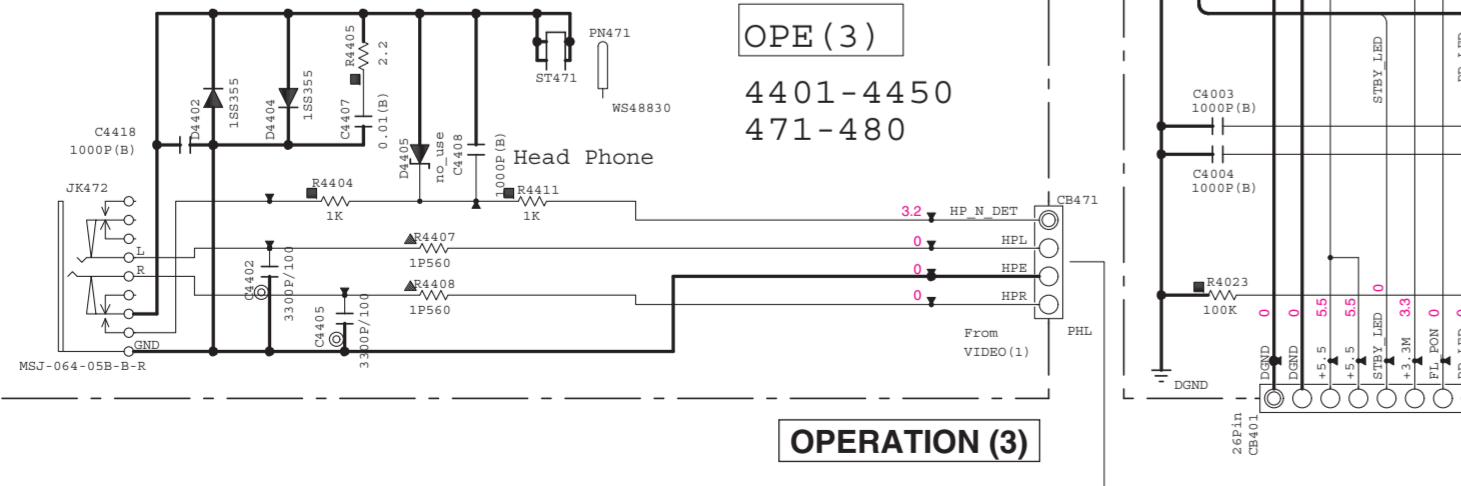 OPE(3)
4401-4450
471-480
R4405
2.2
PN471
ST471
WS48830
D4402
1SS355
D4404
1SS355
C4407
0.01(B)
D4405
no_use
C4408
1000P(B)
C4418
1000P(B)
Head Phone
JK472
R4404
1K
R4411
1K
3.2
HP_N_DET
CB471
L
R4407
1P560
0
HPL
R
C4402
3300P/100
0
HPE
R4408
1P560
0
HPR
C4405
3300P/100
GND
MSJ-064-05B-B-R
From
VIDEO(1)
PHL
OPERATION (3)
STBY_LED
C4003
1000P(B)
C4004
1000P(B)
R4023
100K
DGND
0
0
5.5
5.5
0
3.3
0
DGND
DGND
+5.5
+5.5
STBY_LED
+3.3M
FL_PON
26Pin
CB401